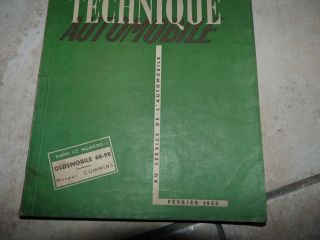 TECHNIQUE
AUTOMOBILE
AU SERVICE DE L'AUTOMOBILE
DANS CE NUMÉRO :
OLDSMOBILE 88-98
Moteur CUMMINS
FÉVRIER 1953